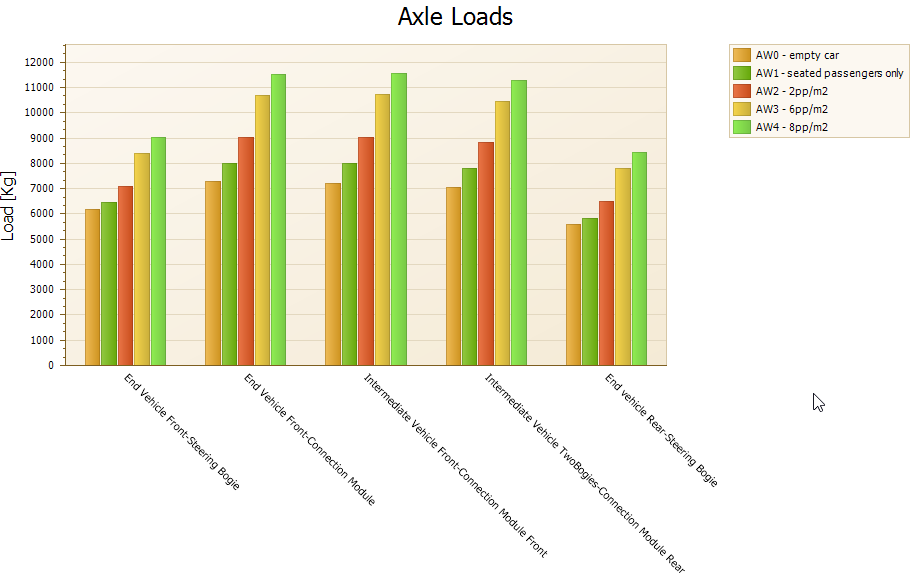 Axle Loads
Load [Kg]
12000
11000
10000
9000
8000
7000
6000
5000
4000
3000
2000
1000
0
End Vehicle Front-Steering Bogie
End Vehicle Front-Connection Module
Intermediate Vehicle Front-Connection Module Front
Intermediate Vehicle TwoBogies-Connection Module Rear
End vehicle Rear-Steering Bogie
AW0 - empty car
AW1 - seated passengers only
AW2 - 2pp/m2
AW3 - 6pp/m2
AW4 - 8pp/m2